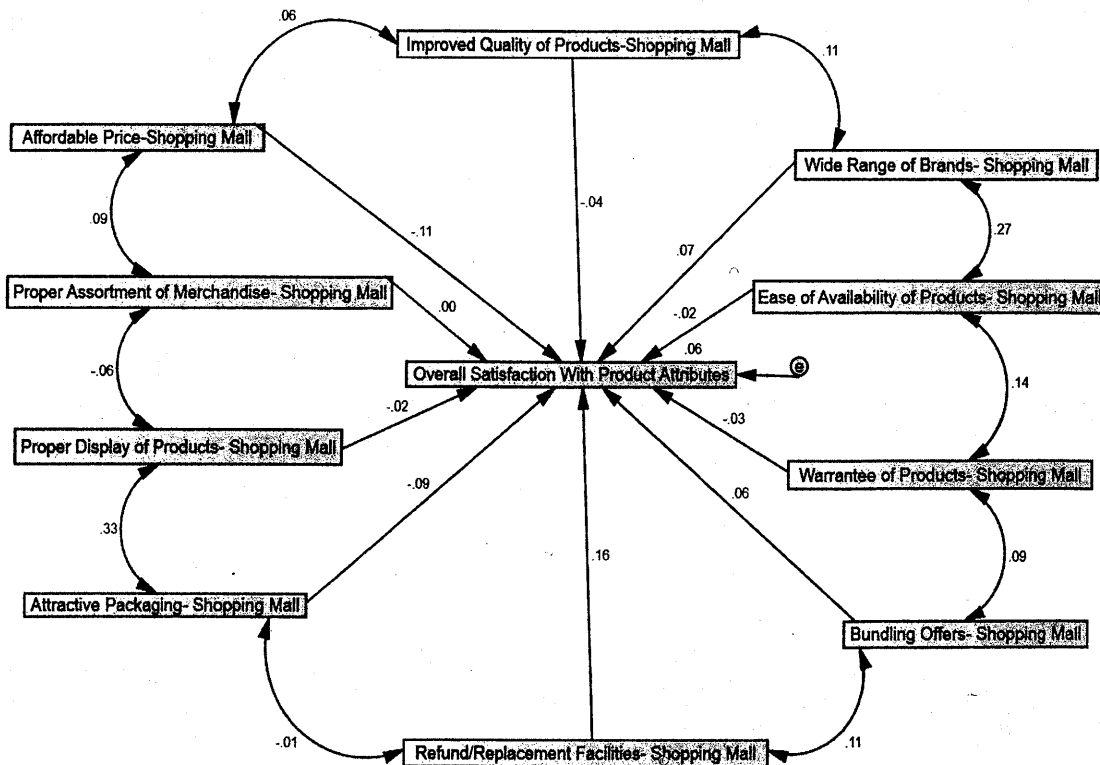 .06
Improved Quality of Products-Shopping Mall
.11
Affordable Price-Shopping Mall
Wide Range of Brands- Shopping Mall
.09
-.11
-.04
.07
.27
Proper Assortment of Merchandise- Shopping Mall
Ease of Availability of Products- Shopping Mall
.00
-.02
.06
Overall Satisfaction With Product Attributes
e
-.06
.14
-.02
-.03
Proper Display of Products- Shopping Mall
Warrantee of Products- Shopping Mall
-.09
.06
.33
.16
.09
Attractive Packaging- Shopping Mall
Bundling Offers- Shopping Mall
-.01
Refund/Replacement Facilities- Shopping Mall
.11